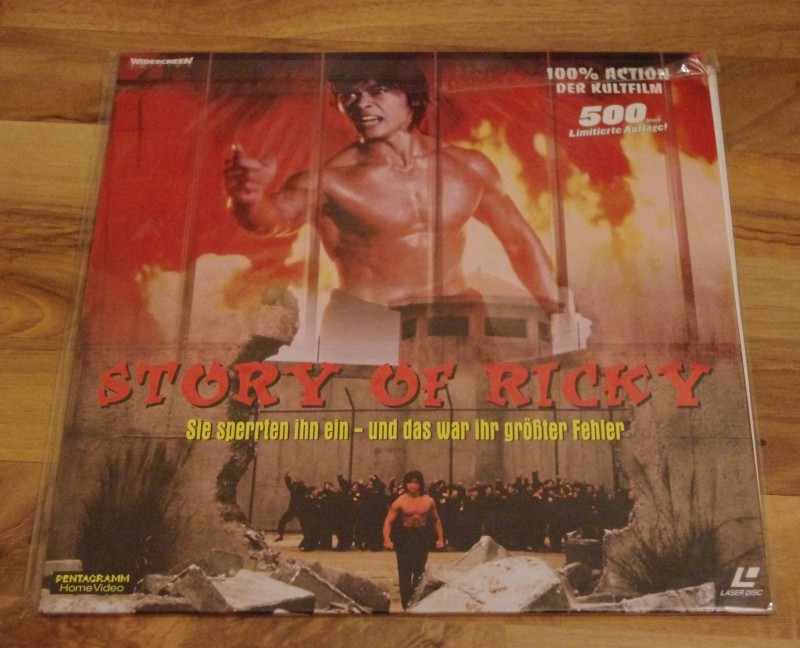 WIDESCREEN
100% ACTION
DER KULTFILM
500 Stück
Limitierte Auflage!
STORY OF RICKY
Sie sperrten ihn ein – und das war ihr größter Fehler
PENTAGRAMM
Home Video
LASER DISC